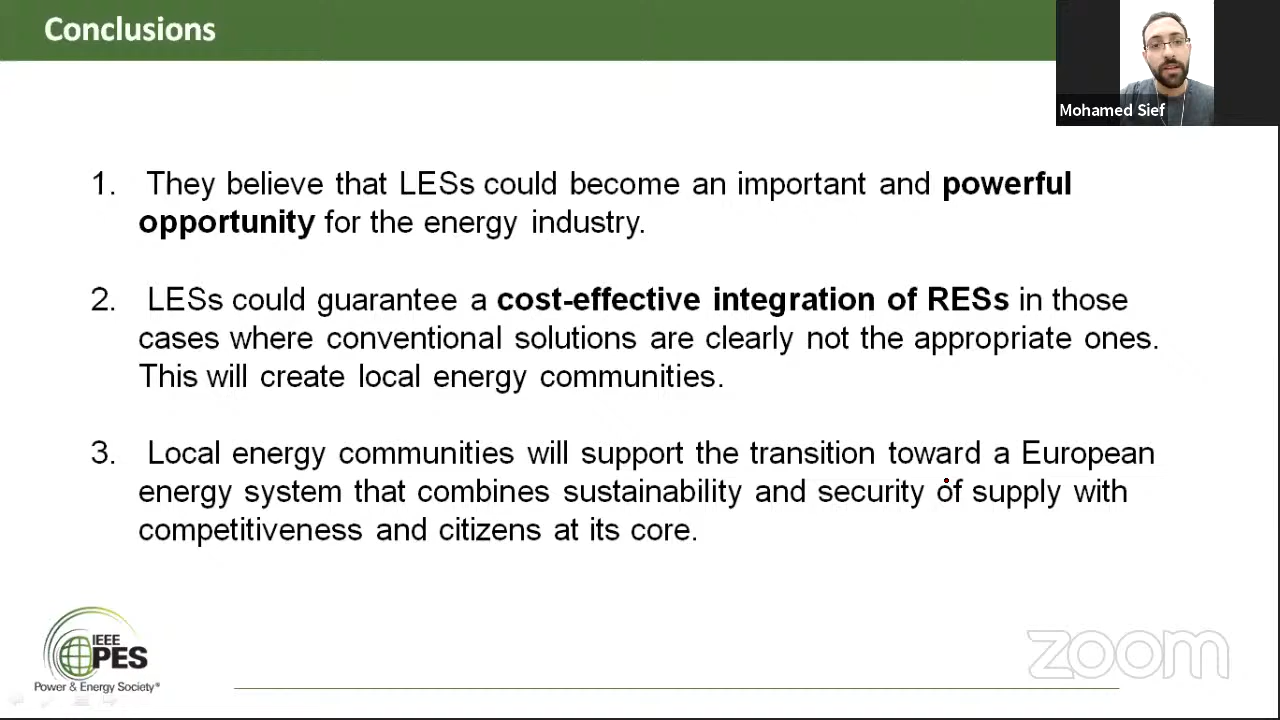 Conclusions
Mohamed Sief
1. They believe that LESs could become an important and powerful
opportunity for the energy industry.
2. LESs could guarantee a cost-effective integration of RESs in those
cases where conventional solutions are clearly not the appropriate ones.
This will create local energy communities.
3. Local energy communities will support the transition toward a European
energy system that combines sustainability and security of supply with
competitiveness and citizens at its core.
IEEE
PES
Power & Energy Society®
zoom